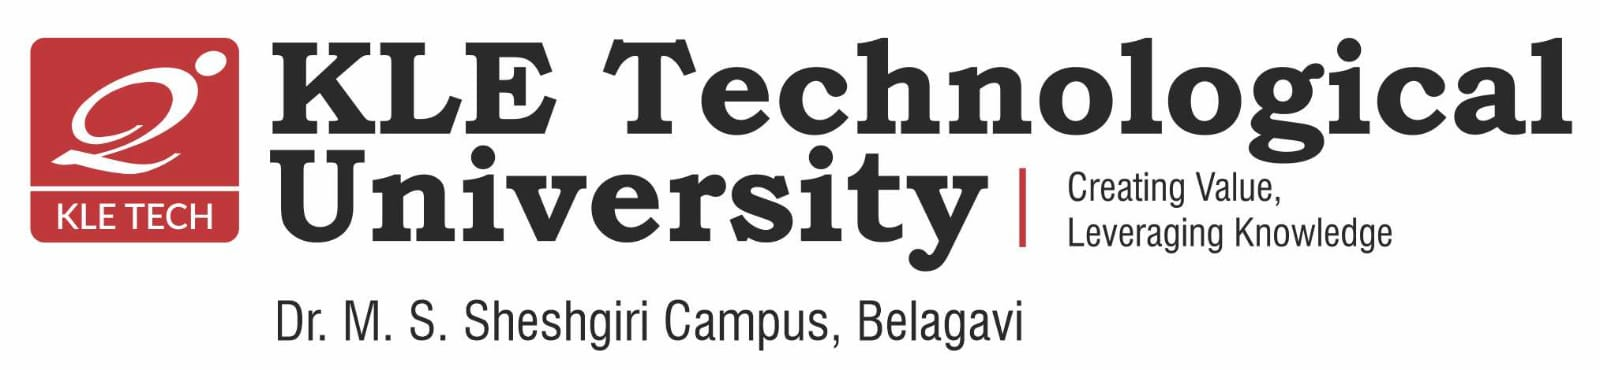 KLE TECH
KLE Technological
University
Creating Value,
Leveraging Knowledge
Dr. M. S. Sheshgiri Campus, Belagavi